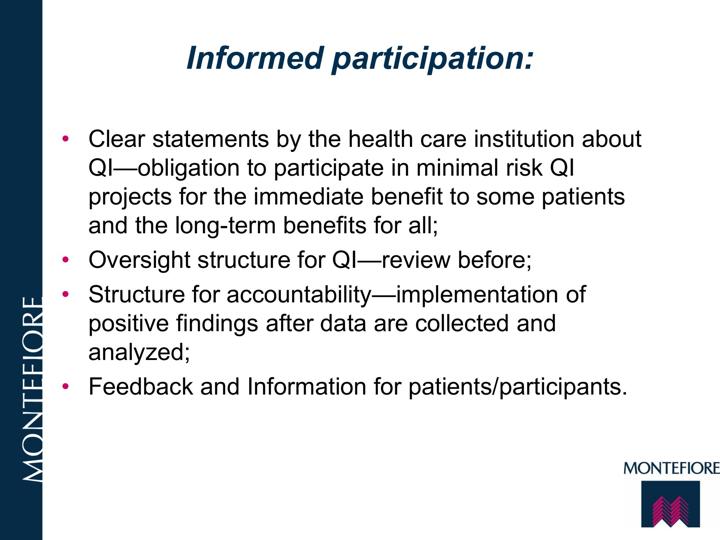 Informed participation:
• Clear statements by the health care institution about
QI—obligation to participate in minimal risk QI
projects for the immediate benefit to some patients
and the long-term benefits for all;
• Oversight structure for QI—review before;
• Structure for accountability—implementation of
positive findings after data are collected and
analyzed;
• Feedback and Information for patients/participants.
MONTEFIORE
MONTEFIORE